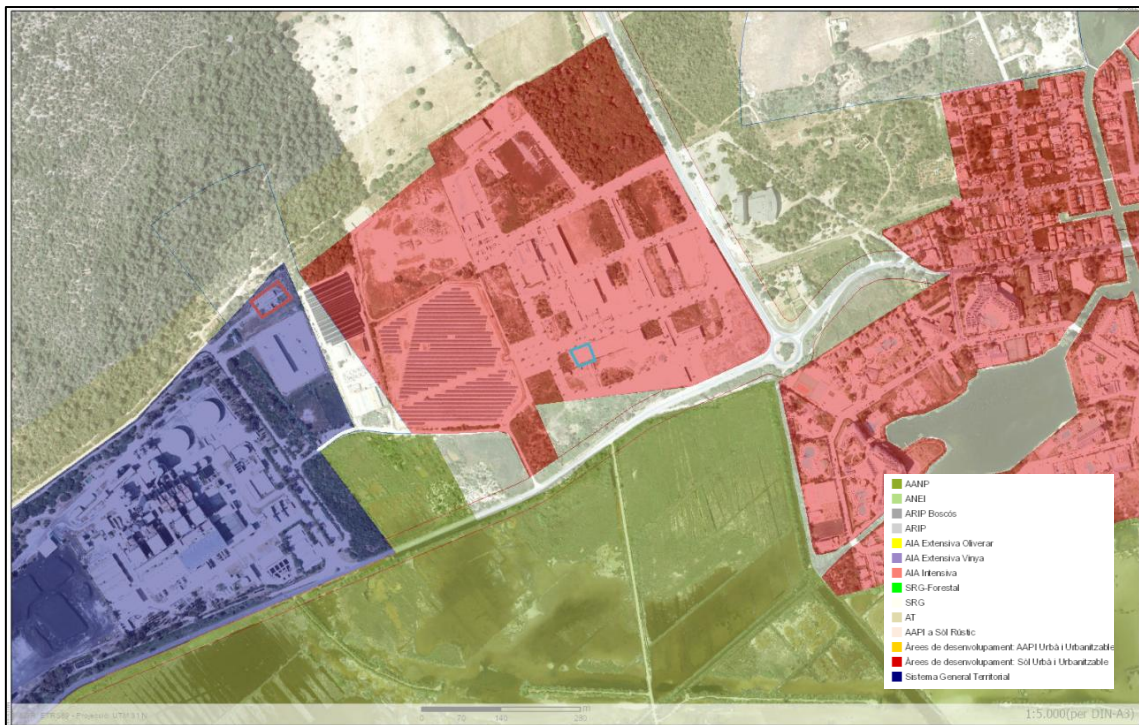 AANP
ANEI
ARIP Boscós
ARIP
AIA Extensiva Oliverar
AIA Extensiva Vinya
AIA Intensiva
SRG-Forestal
SRG
AT
AAPI a Sòl Rústic
Àrees de desenvolupament: AAPI Urbà i Urbanitzable
Àrees de desenvolupament: Sòl Urbà i Urbanitzable
Sistema General Territorial
0 70 140 280 m
1:5.000(per DIN-A3)